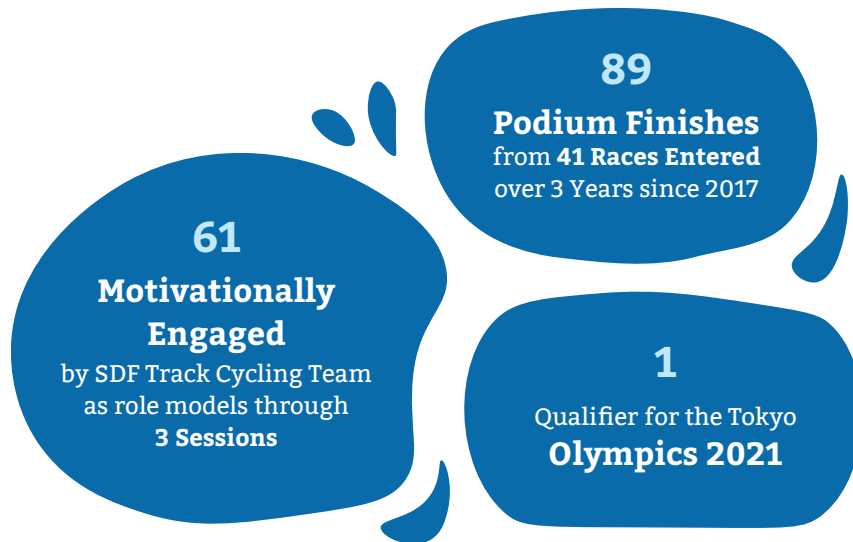 89
Podium Finishes
from 41 Races Entered
over 3 Years since 2017
61
Motivationally
Engaged
by SDF Track Cycling Team
as role models through
3 Sessions
1
Qualifier for the Tokyo
Olympics 2021